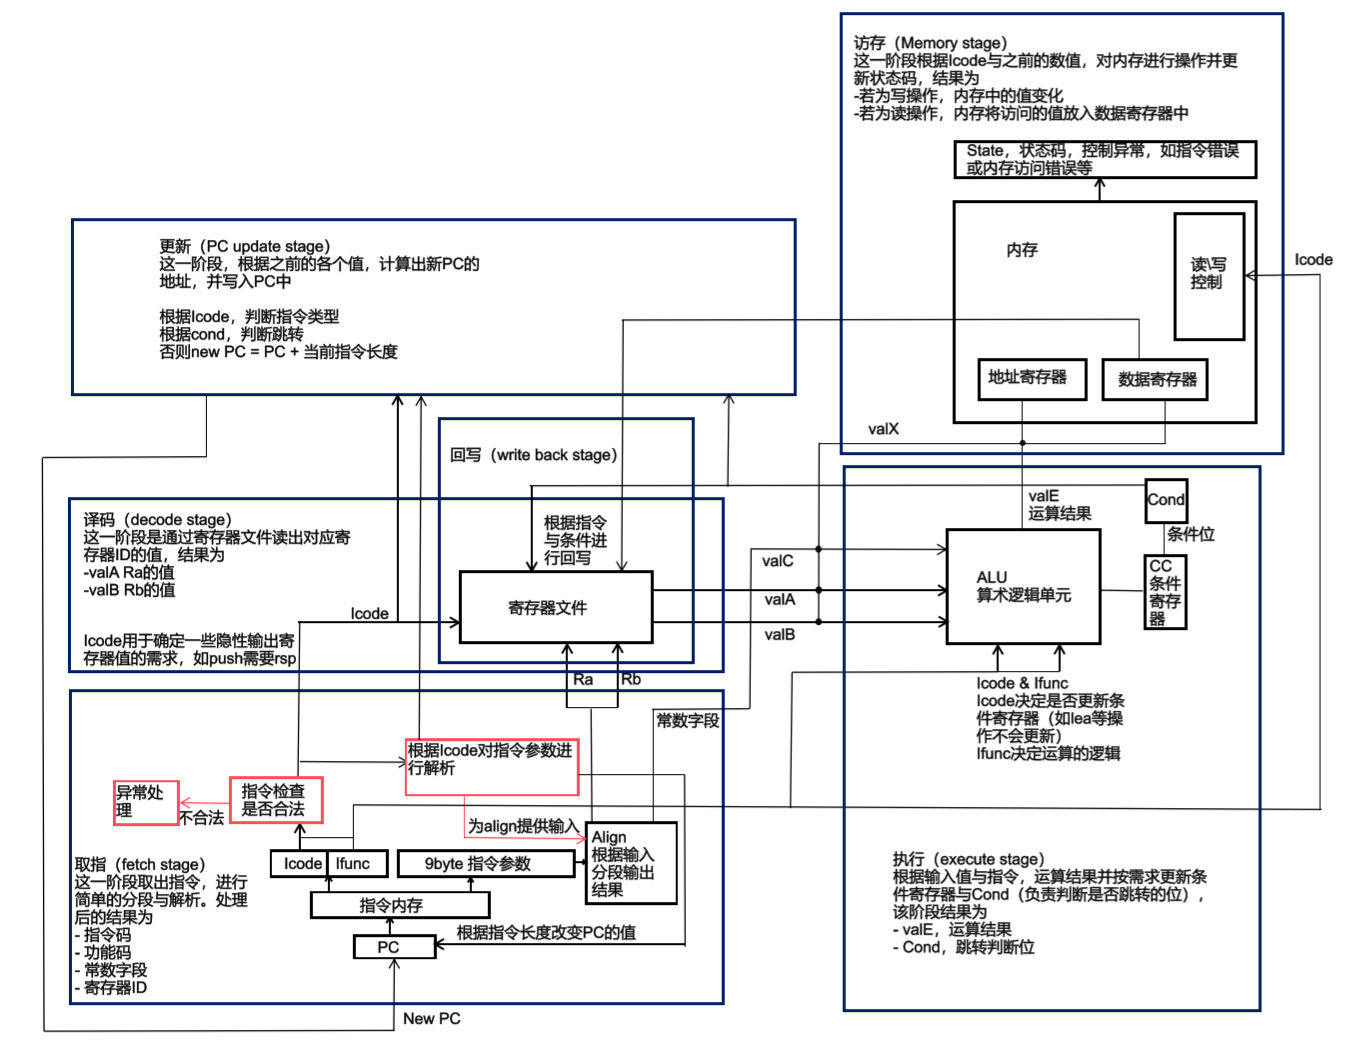 访存（Memory stage）
这一阶段根据Icode与之前的数值，对内存进行操作并更
新状态码，结果为
-若为写操作，内存中的值变化
-若为读操作，内存将访问的值放入数据寄存器中
State，状态码，控制异常，如指令错误
或内存访问错误等
内存
读\写
控制
Icode
地址寄存器
数据寄存器
valX
更新（PC update stage）
这一阶段，根据之前的各个值，计算出新PC的
地址，并写入PC中
根据Icode，判断指令类型
根据cond，判断跳转
否则new PC = PC + 当前指令长度
回写（write back stage）
根据指令
与条件进
行回写
译码（decode stage）
这一阶段是通过寄存器文件读出对应寄
存器ID的值，结果为
-valA Ra的值
-valB Rb的值
Icode用于确定一些隐性输出寄
存器值的需求，如push需要rsp
Icode
寄存器文件
Ra
Rb
valC
valA
valB
valE
运算结果
Cond
条件位
CC
条件
寄存
器
ALU
算术逻辑单元
Icode & Ifunc
Icode决定是否更新条
件寄存器（如lea等操
作不会更新）
Ifunc决定运算的逻辑
执行（execute stage）
根据输入值与指令，运算结果并按需求更新条
件寄存器与Cond（负责判断是否跳转的位），
该阶段结果为
- valE，运算结果
- Cond，跳转判断位
常数字段
根据Icode对指令参数进
行解析
异常处
理
不合法
指令检查
是否合法
为align提供输入
Align
根据输入
分段输出
结果
Icode
Ifunc
9byte 指令参数
指令内存
PC
根据指令长度改变PC的值
取指（fetch stage）
这一阶段取出指令，进行
简单的分段与解析。处理
后的结果为
- 指令码
- 功能码
- 常数字段
- 寄存器ID
New PC